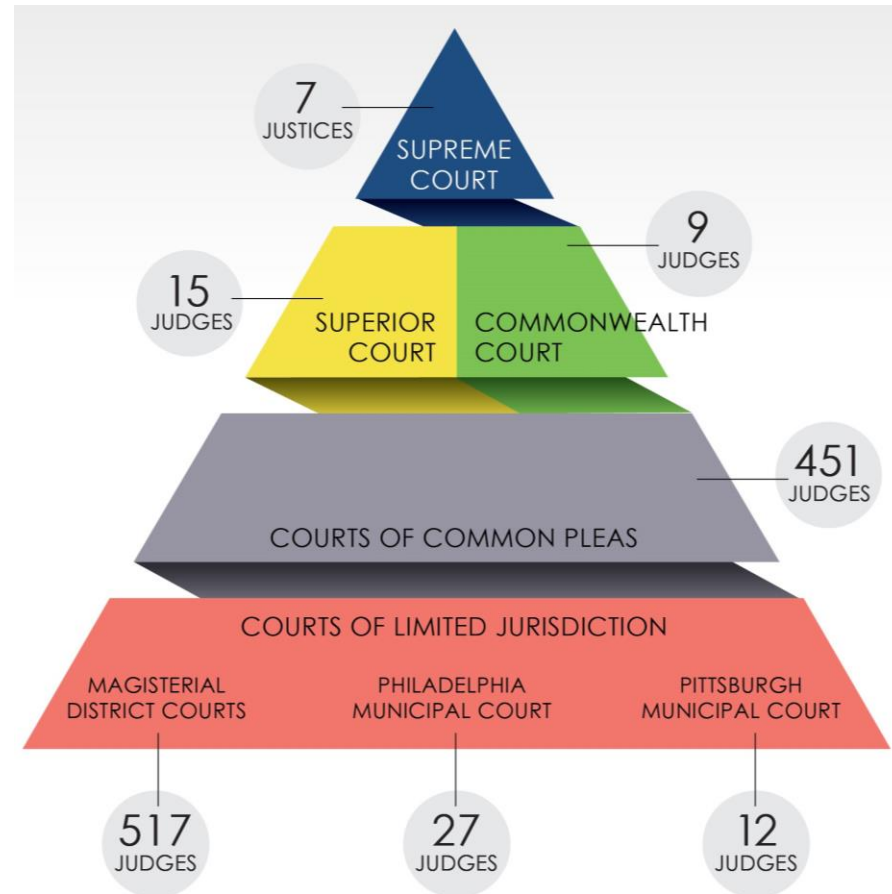 7
JUSTICES
SUPREME
COURT
9
JUDGES
15
JUDGES
SUPERIOR
COURT
COMMONWEALTH
COURT
451
JUDGES
COURTS OF COMMON PLEAS
COURTS OF LIMITED JURISDICTION
MAGISTERIAL
DISTRICT COURTS
PHILADELPHIA
MUNICIPAL COURT
PITTSBURGH
MUNICIPAL COURT
517
JUDGES
27
JUDGES
12
JUDGES